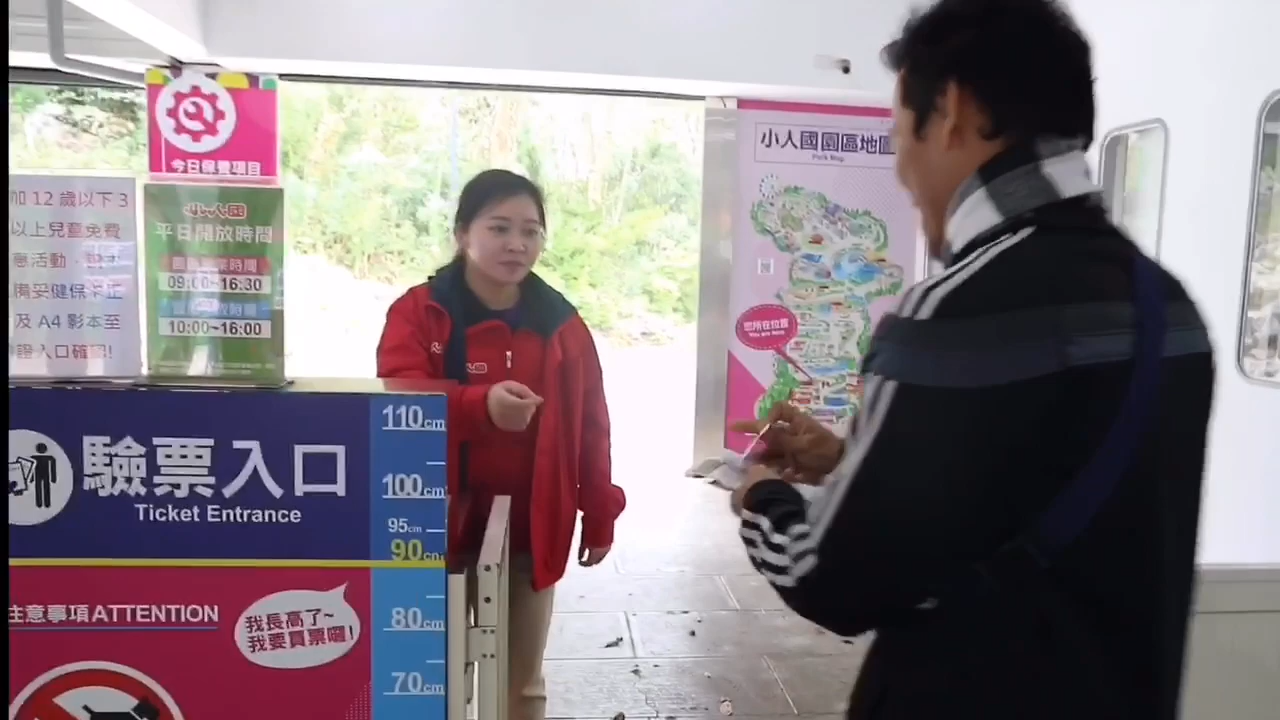 今日保養項目
加 12 歲以下 3
以上兒童免費
及 A4 影本至
證入口確認!
小人國
平日開放時間
09:00~16:30
10:00~16:00
小人國園區地圖
Park Map
您所在位置
You are here
小人國
驗票入口
Ticket Entrance
110cm
100cm
95cm
90cm
80cm
70cm
注意事項 ATTENTION
我長高了~
我要買票囉!